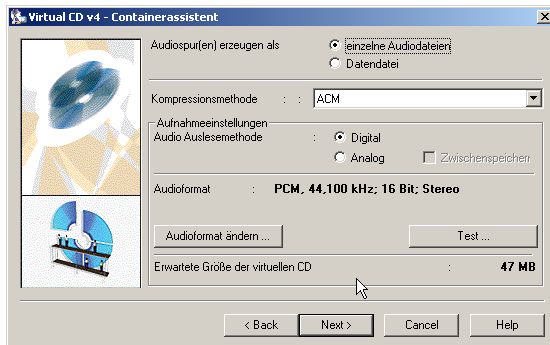 Virtual CD v4 - Containerassistent
Audiospur(en) erzeugen als
einzelne Audiodateien
Datendatei
Kompressionsmethode : : ACM
Aufnahmeeinstellungen
Audio Auslesemethode : Digital
Analog Zwischenspeichern
Audioformat : PCM, 44,100 kHz; 16 Bit; Stereo
Audioformat ändern ... Test ...
Erwartete Größe der virtuellen CD : 47 MB
< Back Next > Cancel Help